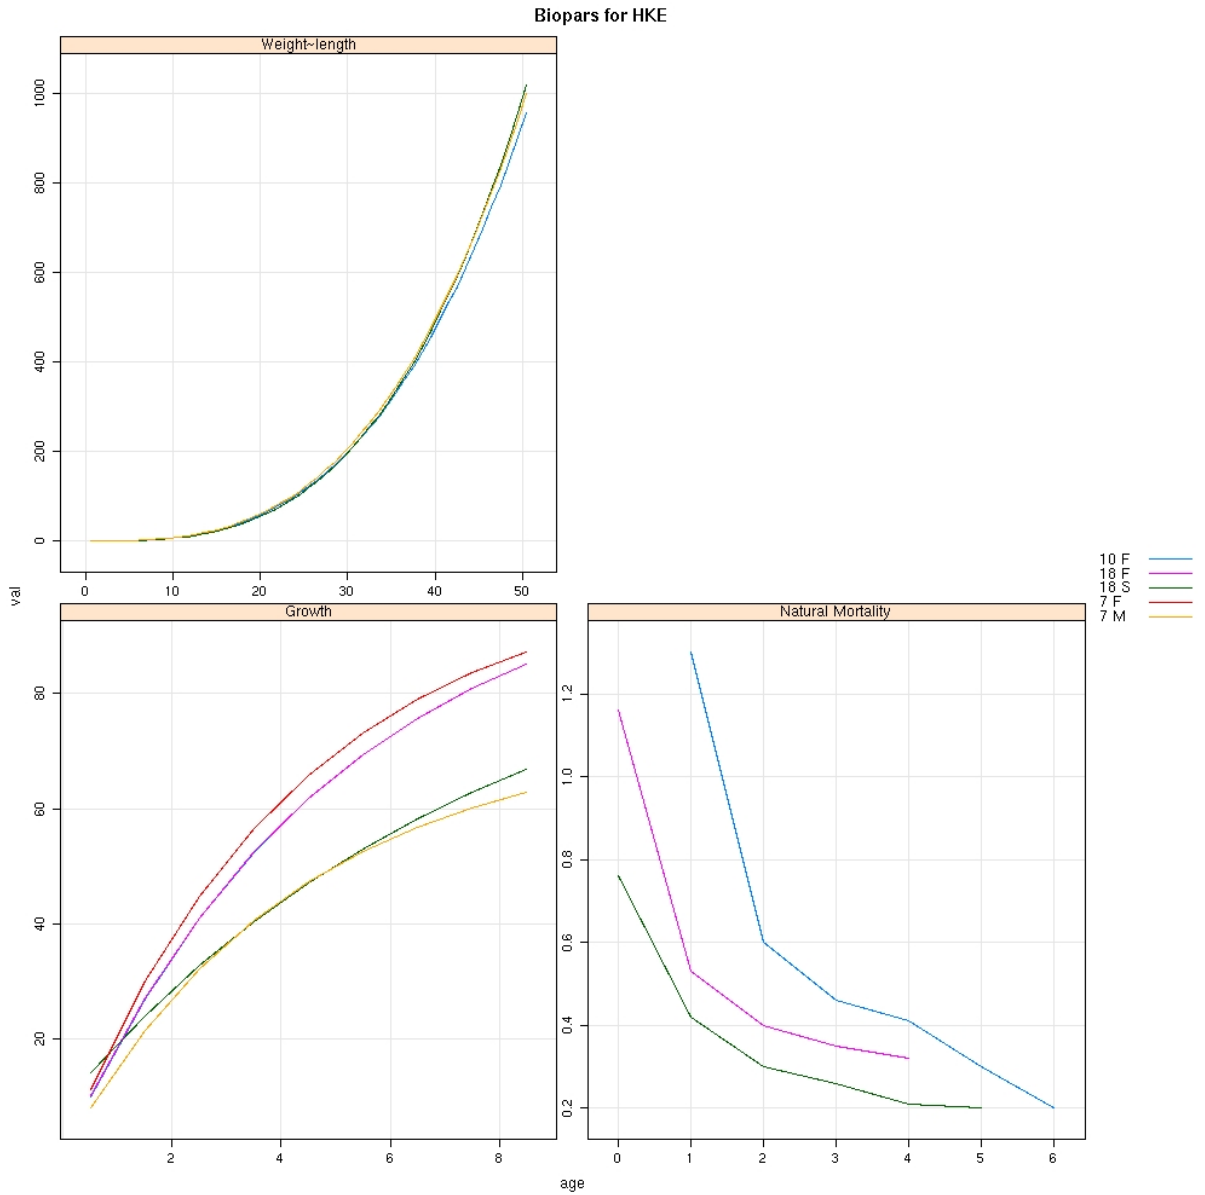 Biopars for HKE
Weight~length
1000
800
600
400
200
0
0 10 20 30 40 50
val
10 F
18 F
18 S
7 F
7 M
Growth
80
60
40
20
2 4 6 8
Natural Mortality
1.2
1.0
0.8
0.6
0.4
0.2
0 1 2 3 4 5 6
age